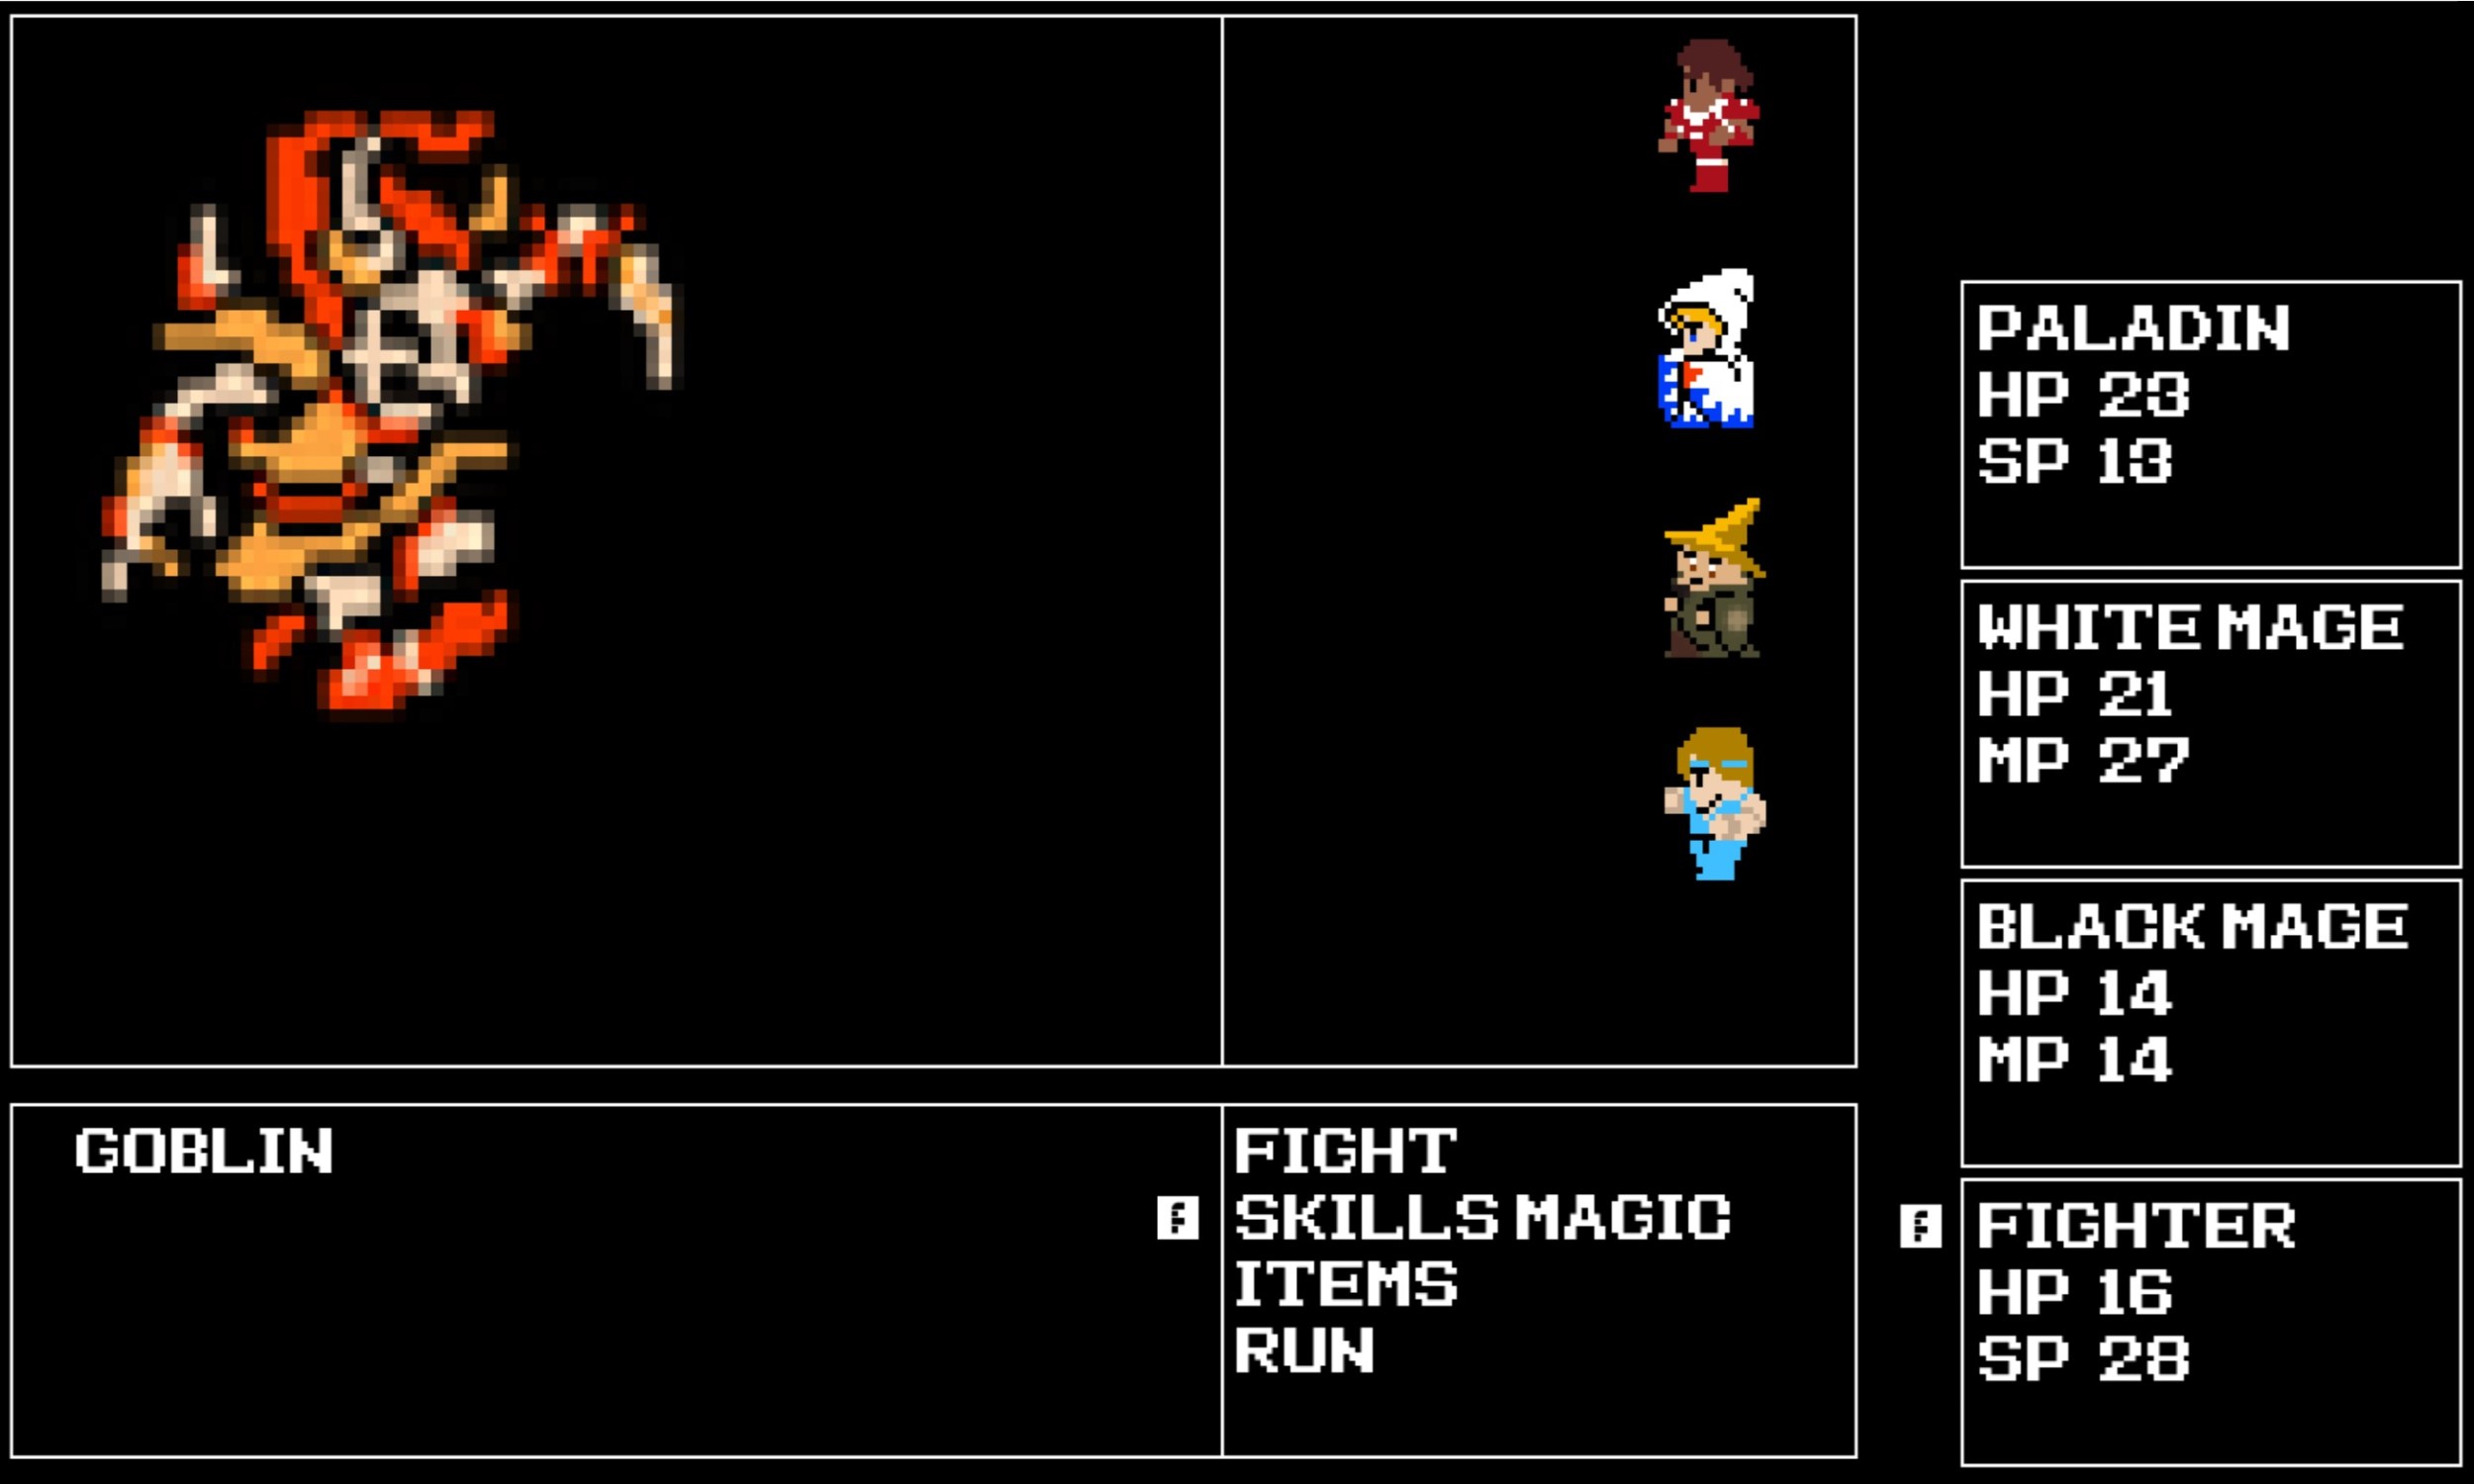 PALADIN
HP 23
SP 13
WHITE MAGE
HP 21
MP 27
BLACK MAGE
HP 14
MP 14
GOBLIN
FIGHT
SKILLS MAGIC
ITEMS
RUN
FIGHTER
HP 16
SP 28